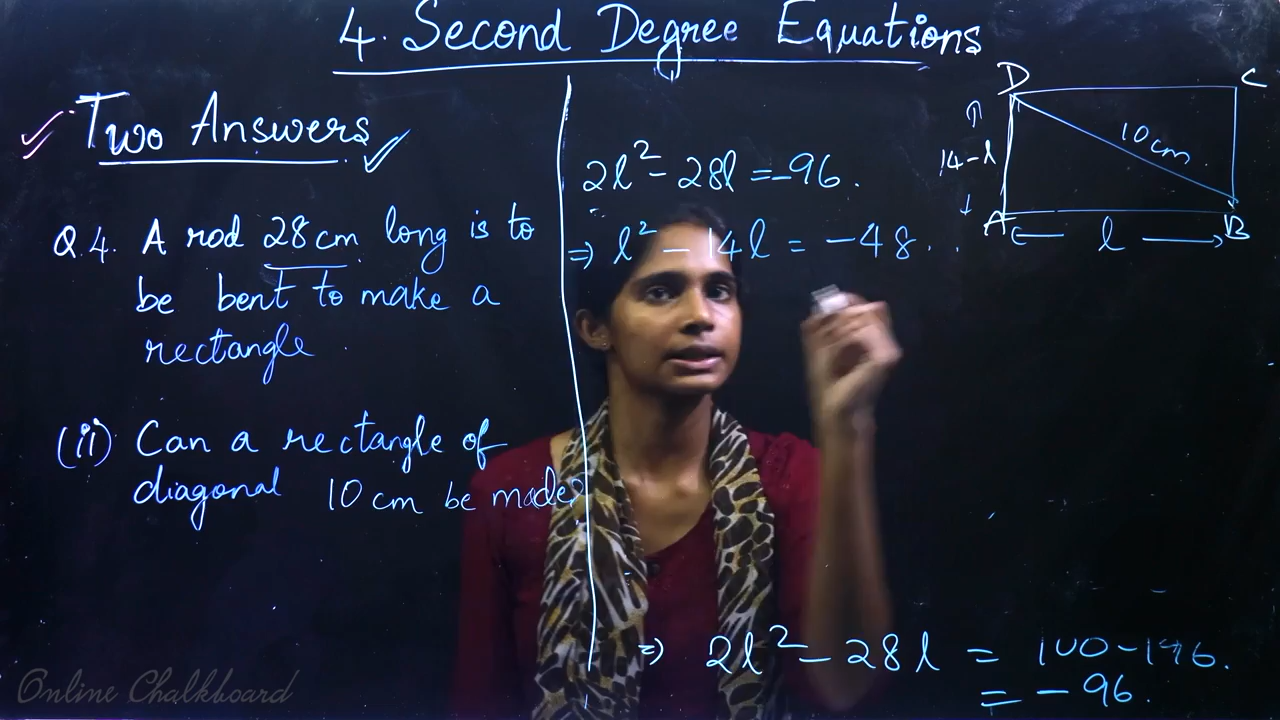 4. Second Degree Equations
Two Answers
Q.4. A rod 28 cm long is to
be bent to make a
rectangle.
(ii) Can a rectangle of
diagonal 10 cm be made?
2l² - 28l = -96.
⇒ l² - 14l = -48.
D C
10 cm
14-l
A B
l
⇒ 2l² - 28l = 100 - 196.
= -96.
Online Chalkboard